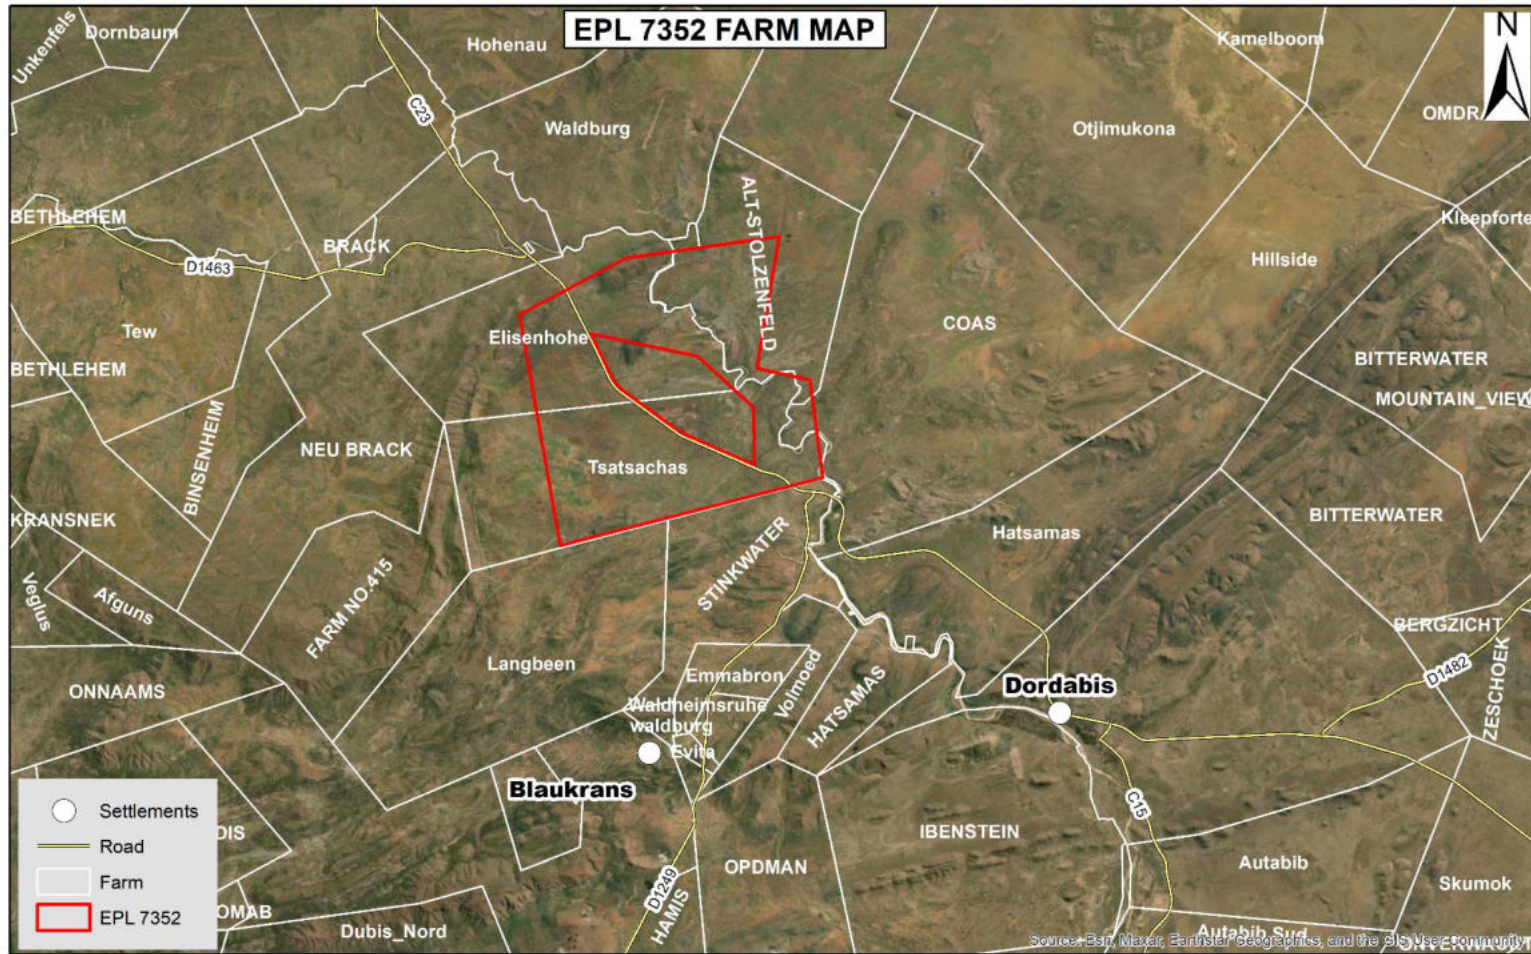 EPL 7352 FARM MAP
N
Unkenfels
Dornbaum
Hohenau
Kamelboom
C23
OMDR
Waldburg
Otjimukona
ALT-STOLZENFELD
BETHLEHEM
BRACK
Kleepforte
D1463
Hillside
Tew
Elisenhohe
COAS
BETHLEHEM
BITTERWATER
MOUNTAIN_VIEW
BINSENHEIM
NEU BRACK
Tsatsachas
KRANSNEK
BITTERWATER
Hatsamas
STINKWATER
Veglus
Afguns
FARM NO.415
BERGZICHT
Langbeen
Emmabron
Volmoed
HATSAMAS
D1482
ZESCHOEK
ONNAAMS
Dordabis
Waldheimsruhe
waldburg
Evita
Blaukrans
C15
IBENSTEIN
OPDMAN
Autabib
Skumok
D1249
HAMIS
Settlements
Road
Farm
EPL 7352
DIS
OMAB
Dubis_Nord
Autabib Sud
Source: Esri, Maxar, Earthstar Geographics, and the GIS User Community